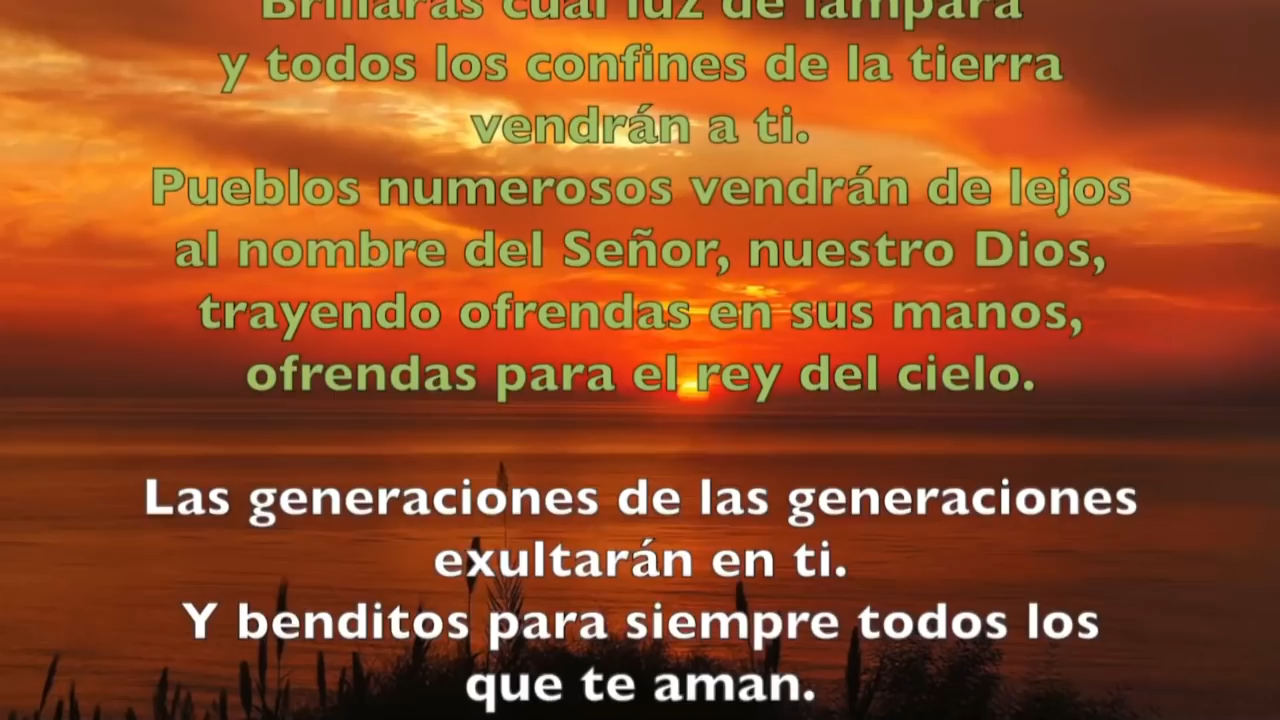 Brillarás cual luz de lámpara
y todos los confines de la tierra
vendrán a ti.
Pueblos numerosos vendrán de lejos
al nombre del Señor, nuestro Dios,
trayendo ofrendas en sus manos,
ofrendas para el rey del cielo.
Las generaciones de las generaciones
exultarán en ti.
Y benditos para siempre todos los
que te aman.